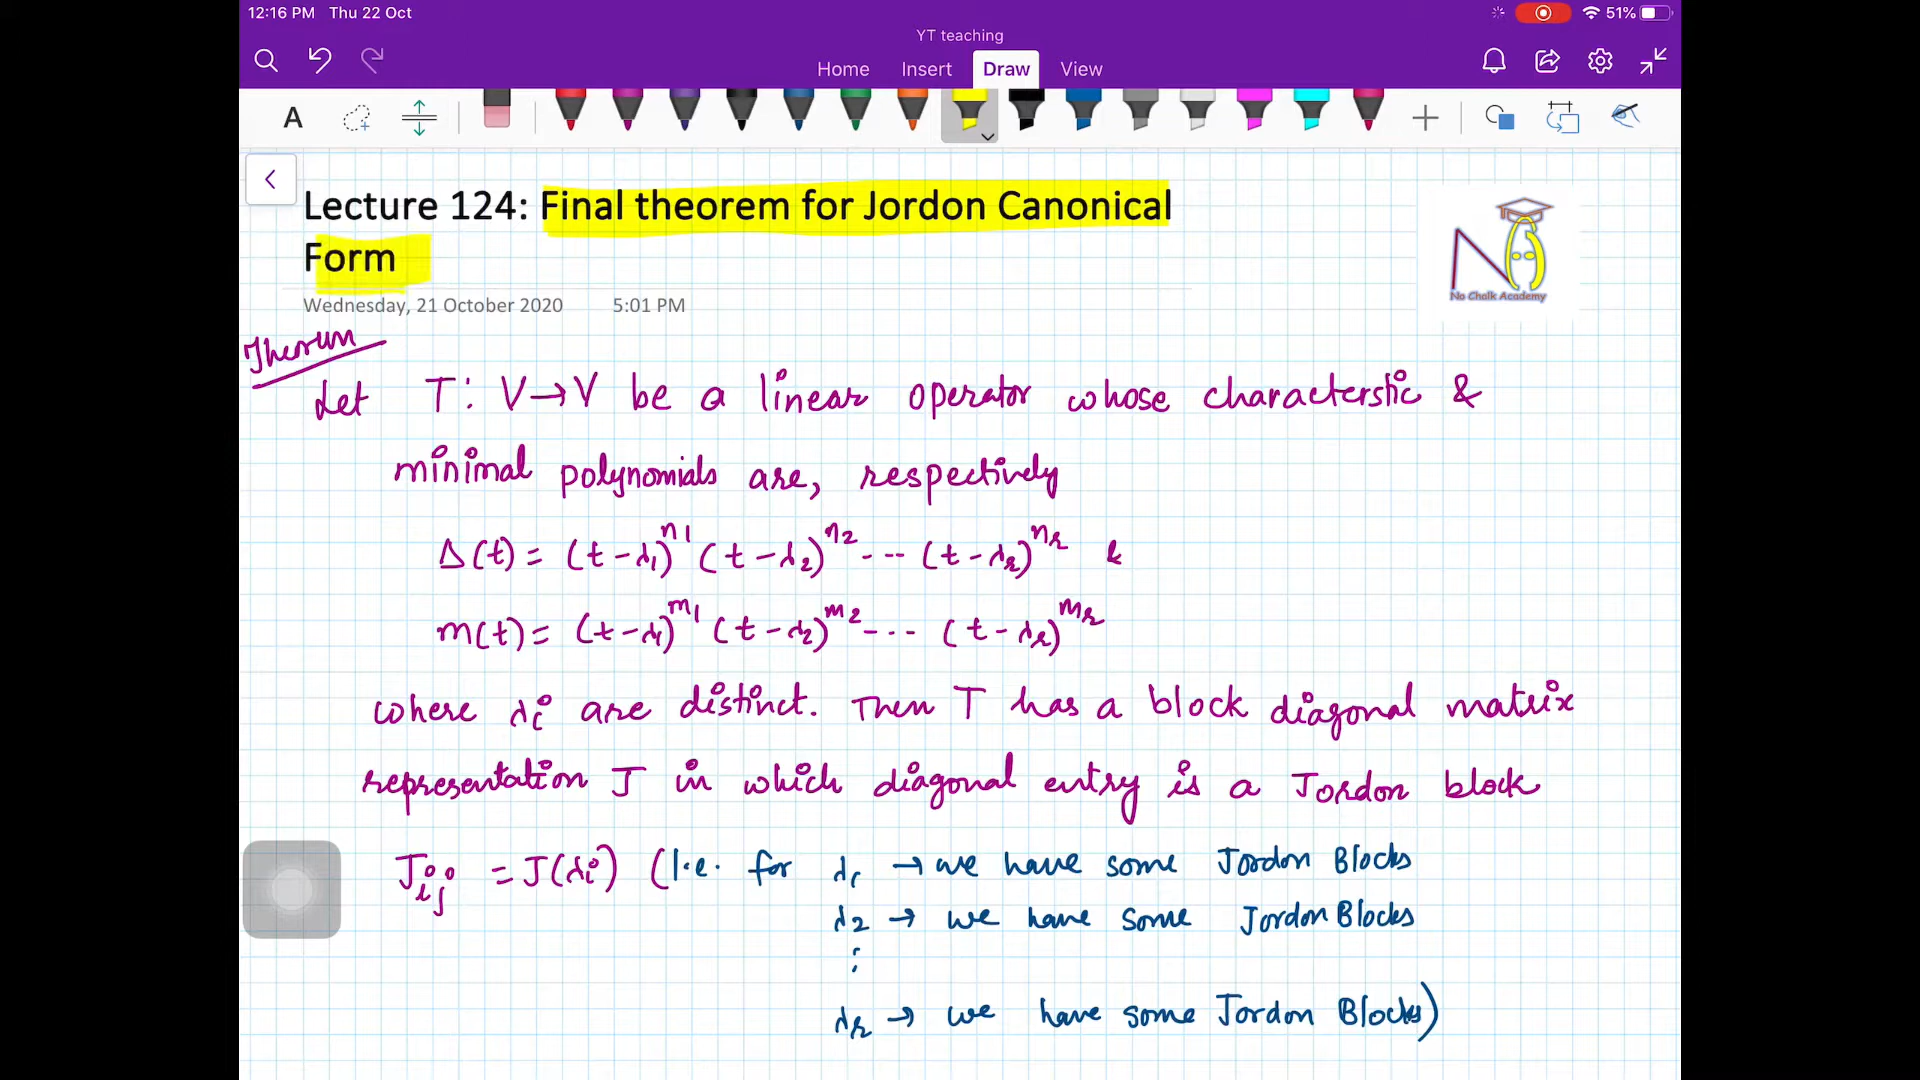 12:16 PM Thu 22 Oct
51%
YT teaching
Home Insert Draw View
A
Lecture 124: Final theorem for Jordon Canonical
Form
No Chalk Academy
Wednesday, 21 October 2020 5:01 PM
Theorem
Let T: V→V be a linear operator whose characterstic &
minimal polynomials are, respectively
Δ(t) = (t-λ₁)^n1 (t-λ₂)^n2 --- (t-λr)^nr &
m(t) = (t-λ₁)^m1 (t-λ₂)^m2 --- (t-λr)^mr
where λi are distinct. Then T has a block diagonal matrix
representation J in which diagonal entry is a Jordon block
Jij = J(λi) (i.e. for λ₁ → we have some Jordon Blocks
λ₂ → we have some Jordon Blocks
⋮
λr → we have some Jordon Blocks)